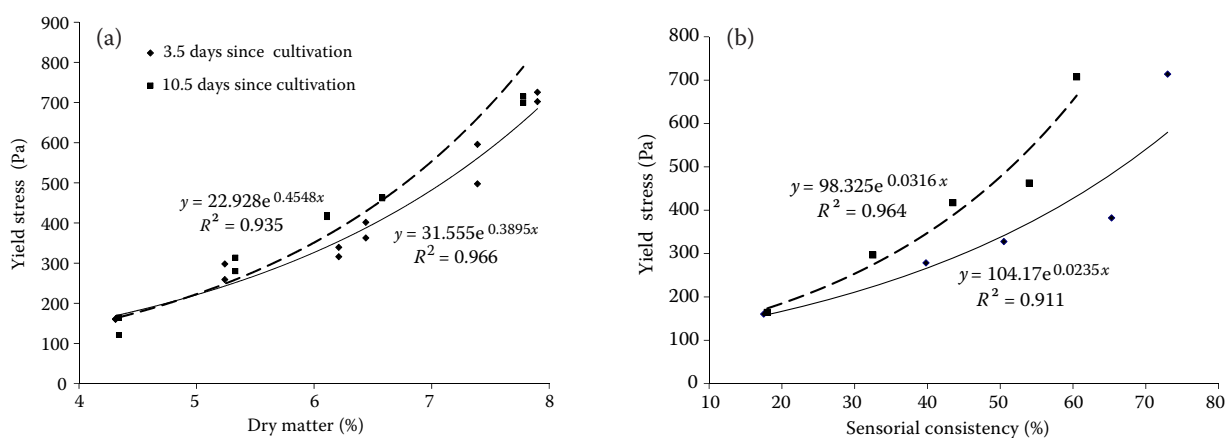 (a)
900
800
700
600
500
400
300
200
100
0
Yield stress (Pa)
3.5 days since cultivation
10.5 days since cultivation
y = 22.928e^0.4548x
R² = 0.935
y = 31.555e^0.3895x
R² = 0.966
4 5 6 7 8
Dry matter (%)
(b)
800
700
600
500
400
300
200
100
0
Yield stress (Pa)
y = 98.325e^0.0316x
R² = 0.964
y = 104.17e^0.0235x
R² = 0.911
10 20 30 40 50 60 70 80
Sensorial consistency (%)